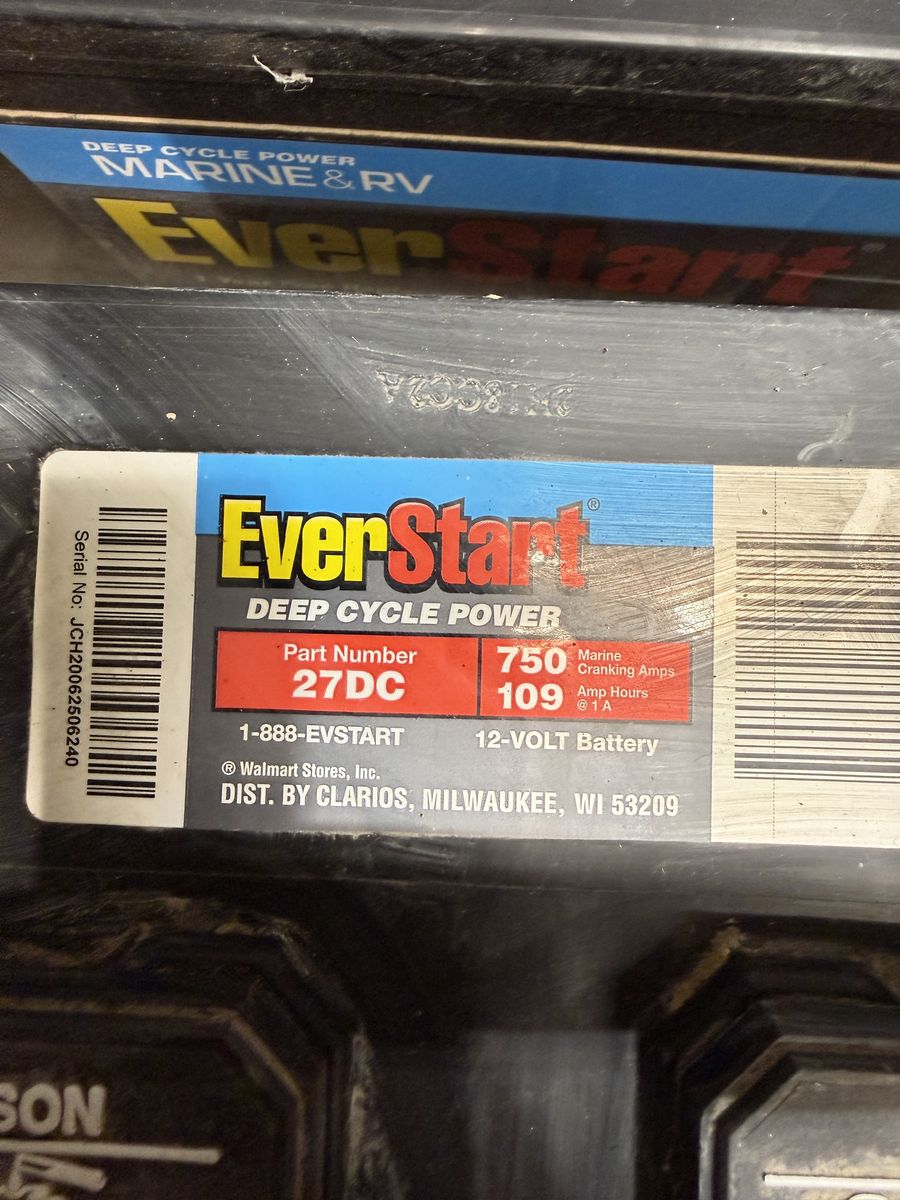 DEEP CYCLE POWER
MARINE & RV
EverStart
EverStart®
DEEP CYCLE POWER
Serial No: JCH20062506240
Part Number
27DC
750 Marine Cranking Amps
109 Amp Hours @ 1 A
1-888-EVSTART
12-VOLT Battery
® Walmart Stores, Inc.
DIST. BY CLARIOS, MILWAUKEE, WI 53209
SON